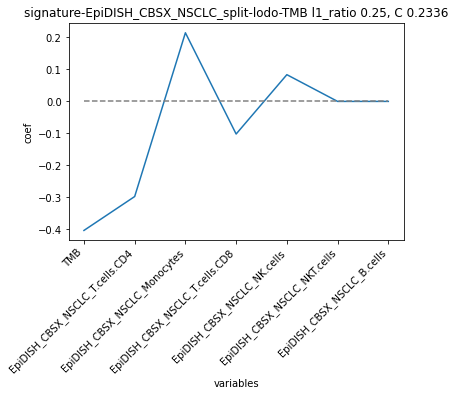 signature-EpiDISH_CBSX_NSCLC_split-lodo-TMB l1_ratio 0.25, C 0.2336
0.2
0.1
0.0
−0.1
−0.2
−0.3
−0.4
coef
TMB
EpiDISH_CBSX_NSCLC_T.cells.CD4
EpiDISH_CBSX_NSCLC_Monocytes
EpiDISH_CBSX_NSCLC_T.cells.CD8
EpiDISH_CBSX_NSCLC_NK.cells
EpiDISH_CBSX_NSCLC_NKT.cells
EpiDISH_CBSX_NSCLC_B.cells
variables